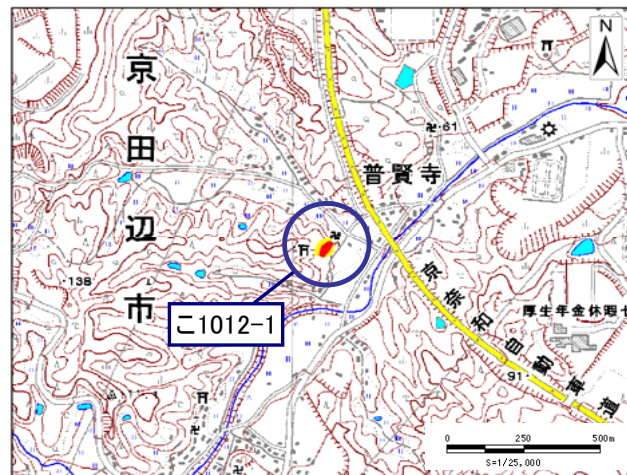 京田辺市
N
・61
普賢寺
こ1012-1
・138
京奈和自動車道
厚生年金休暇セ
91・
0 250 500m
S=1/25,000